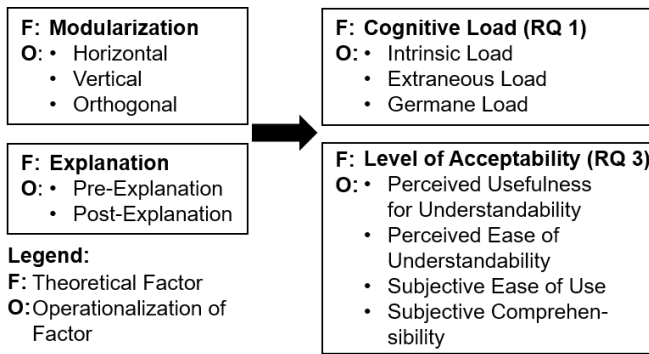 F: Modularization
O: • Horizontal
• Vertical
• Orthogonal
F: Explanation
O: • Pre-Explanation
• Post-Explanation
Legend:
F: Theoretical Factor
O: Operationalization of
Factor
F: Cognitive Load (RQ 1)
O: • Intrinsic Load
• Extraneous Load
• Germane Load
F: Level of Acceptability (RQ 3)
O: • Perceived Usefulness
for Understandability
• Perceived Ease of
Understandability
• Subjective Ease of Use
• Subjective Comprehen-
sibility